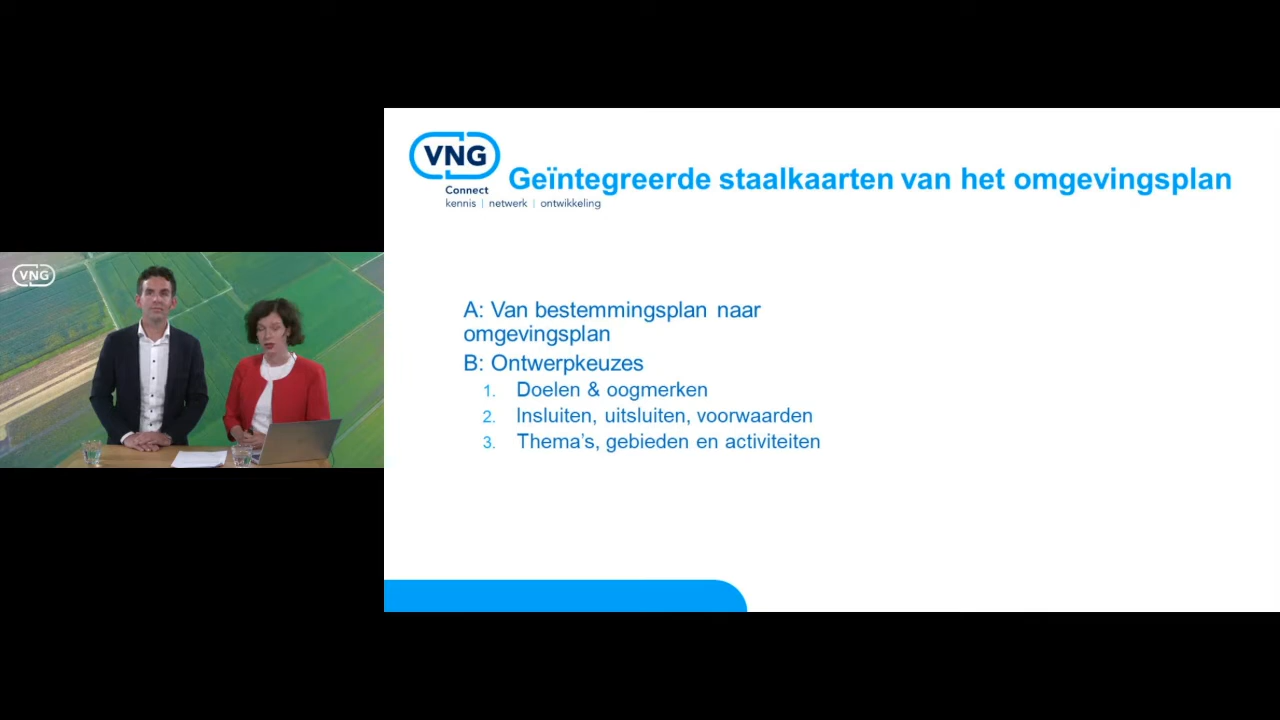 VNG
VNG
Connect
kennis | netwerk | ontwikkeling
Geïntegreerde staalkaarten van het omgevingsplan
A: Van bestemmingsplan naar
omgevingsplan
B: Ontwerpkeuzes
1. Doelen & oogmerken
2. Insluiten, uitsluiten, voorwaarden
3. Thema's, gebieden en activiteiten